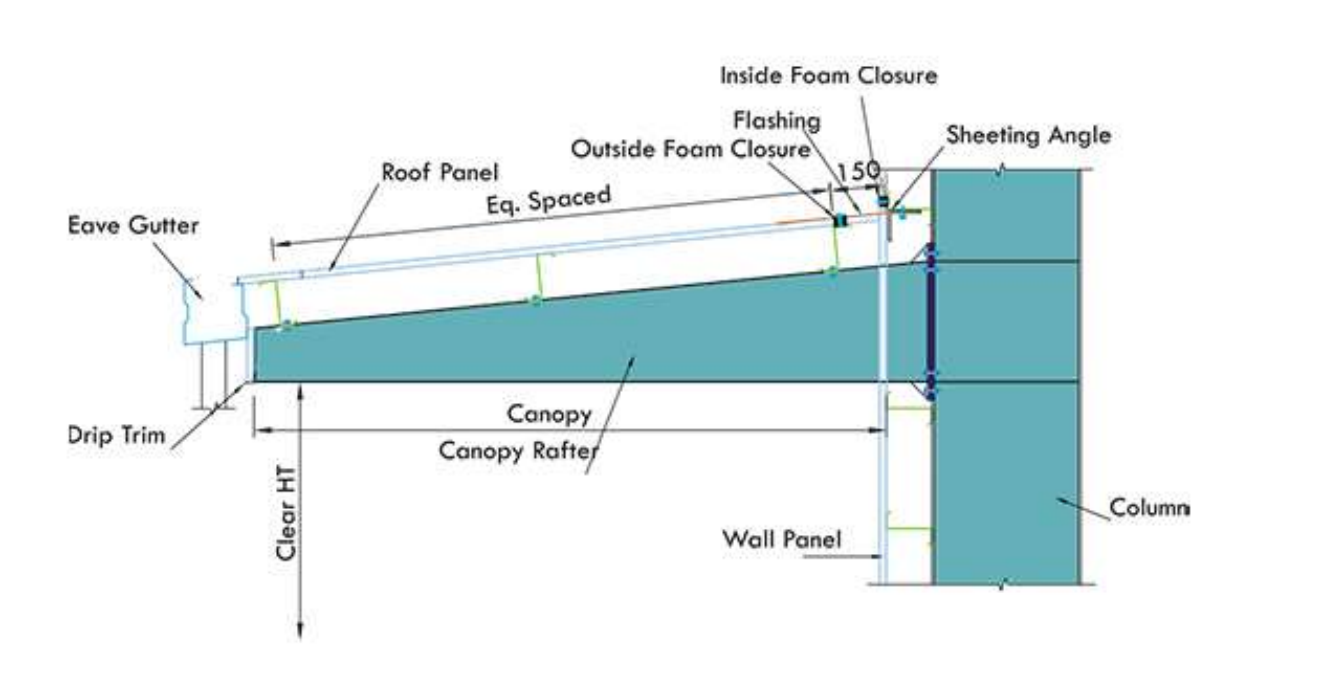 Inside Foam Closure
Flashing
Sheeting Angle
Outside Foam Closure
150
Roof Panel
Eq. Spaced
Eave Gutter
Canopy
Drip Trim
Canopy Rafter
Clear HT
Column
Wall Panel